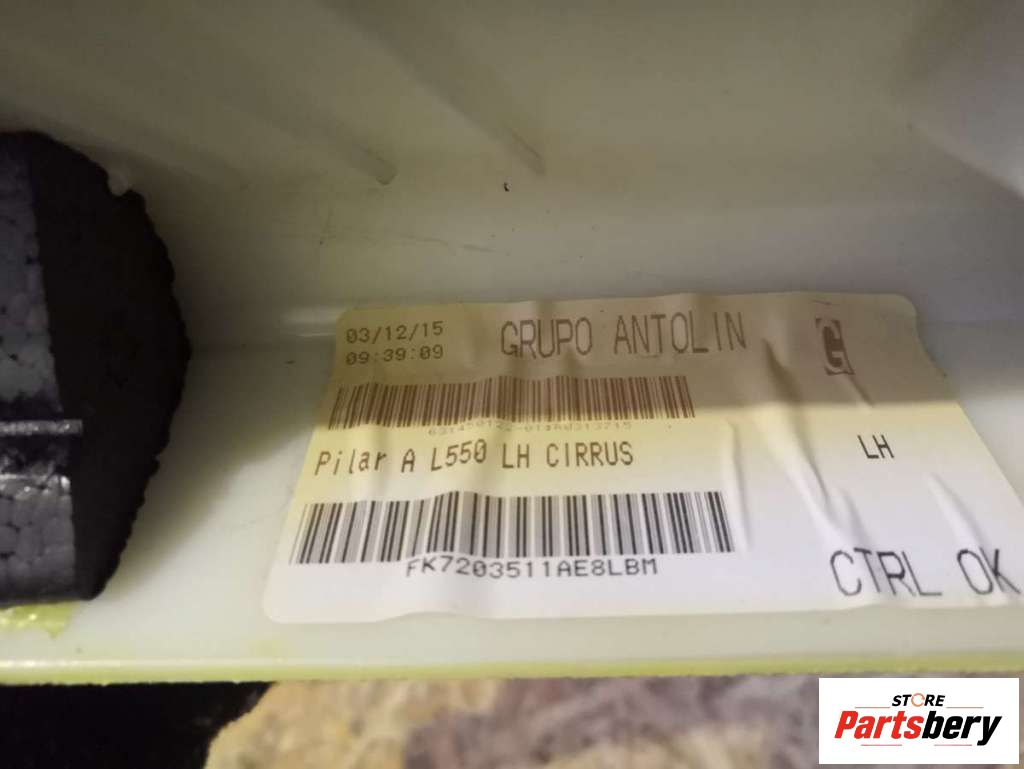 03/12/15
09:39:09
GRUPO ANTOLIN
G
Pilar A L550 LH CIRRUS
LH
FK7203511AE8LBM
CTRL OK
STORE
Partsbery